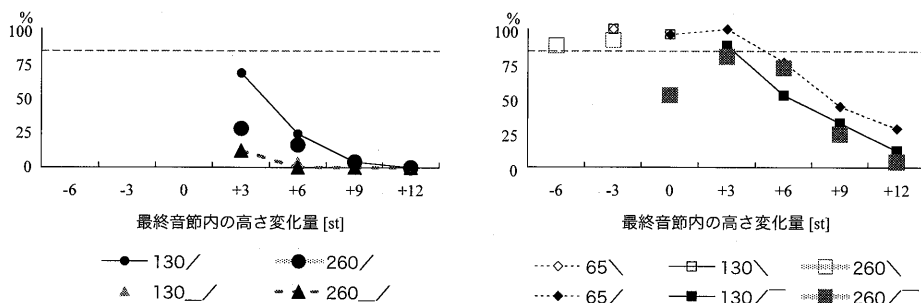 %
100
75
50
25
0
-6 -3 0 +3 +6 +9 +12
最終音節内の高さ変化量 [st]
130／ 260／
130＿／ 260＿／
%
100
75
50
25
0
-6 -3 0 +3 +6 +9 +12
最終音節内の高さ変化量 [st]
65＼ 130＼ 260＼
65／ 130／￣ 260／￣